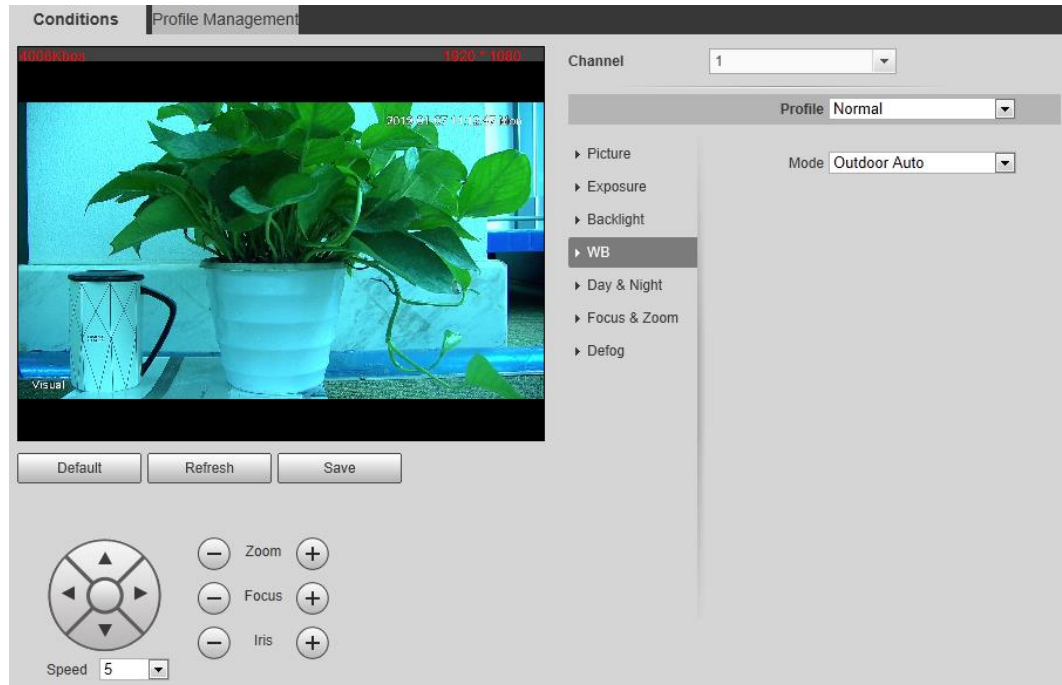 Conditions
Profile Management
1920 * 1080
Visual
Default
Refresh
Save
Zoom
Focus
Iris
Speed 5
Channel 1
Profile Normal
Picture
Exposure
Backlight
WB
Day & Night
Focus & Zoom
Defog
Mode Outdoor Auto